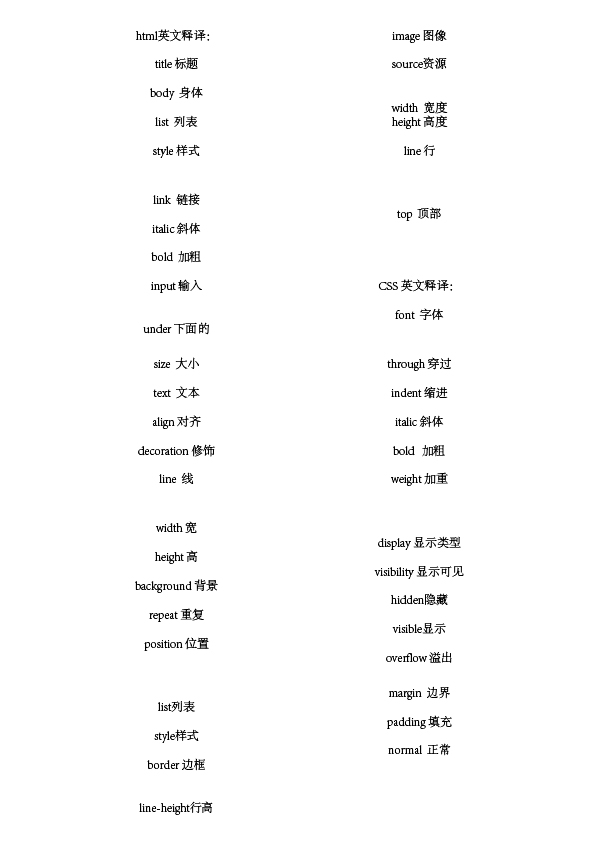 html英文释译：
title 标题
body 身体
list 列表
style 样式
link 链接
italic 斜体
bold 加粗
input 输入
under 下面的
size 大小
text 文本
align 对齐
decoration 修饰
line 线
width 宽
height 高
background 背景
repeat 重复
position 位置
list列表
style样式
border 边框
line-height行高
image 图像
source资源
width 宽度
height 高度
line 行
top 顶部
CSS 英文释译：
font 字体
through 穿过
indent 缩进
italic 斜体
bold 加粗
weight 加重
display 显示类型
visibility 显示可见
hidden隐藏
visible显示
overflow 溢出
margin 边界
padding 填充
normal 正常